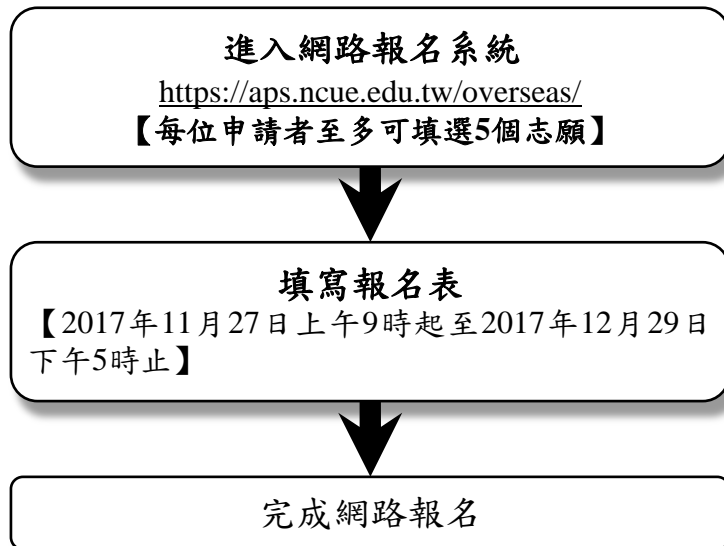 進入網路報名系統
https://aps.ncue.edu.tw/overseas/
【每位申請者至多可填選5個志願】
填寫報名表
【2017年11月27日上午9時起至2017年12月29日
下午5時止】
完成網路報名